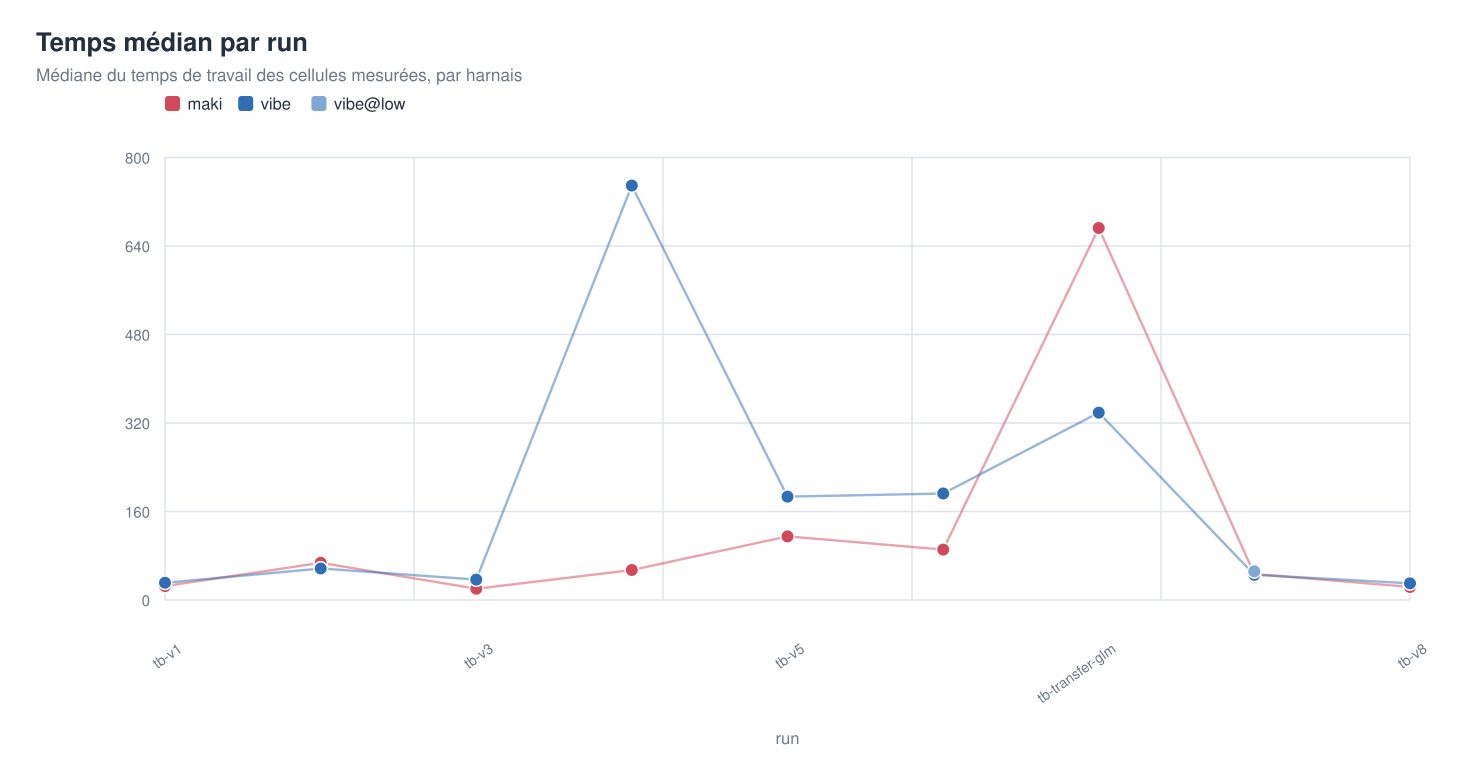 Temps médian par run
Médiane du temps de travail des cellules mesurées, par harnais
maki vibe vibe@low
800
640
480
320
160
0
tb-v1 tb-v3 tb-v5 tb-transfer-glm tb-v8
run